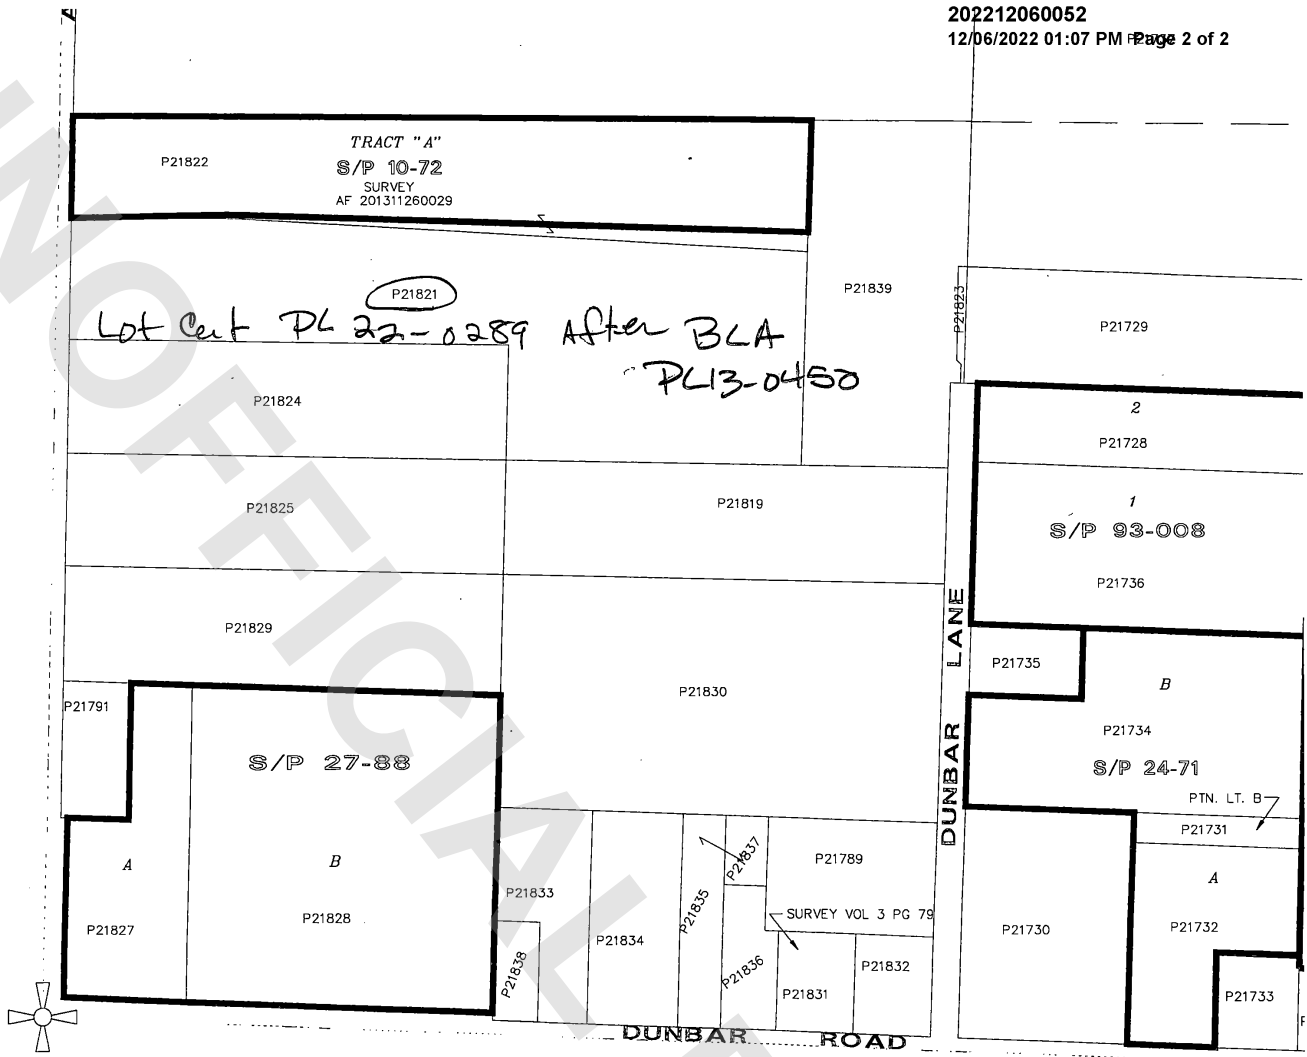 202212060052
12/06/2022 01:07 PM Page 2 of 2
TRACT "A"
P21822
S/P 10-72
SURVEY
AF 201311260029
P21821
P21839
P21823
P21729
Lot Cert PL 22-0289 After BLA
PL13-0450
P21824
2
P21728
P21825
P21819
1
S/P 93-008
P21736
P21829
P21735
P21830
B
P21791
P21734
S/P 27-88
S/P 24-71
PTN. LT. B
P21731
DUNBAR LANE
A
B
P21837
P21789
A
P21833
P21835
SURVEY VOL 3 PG 79
P21827
P21828
P21834
P21730
P21732
P21838
P21836
P21832
P21831
P21733
DUNBAR ROAD
UNOFFICIAL